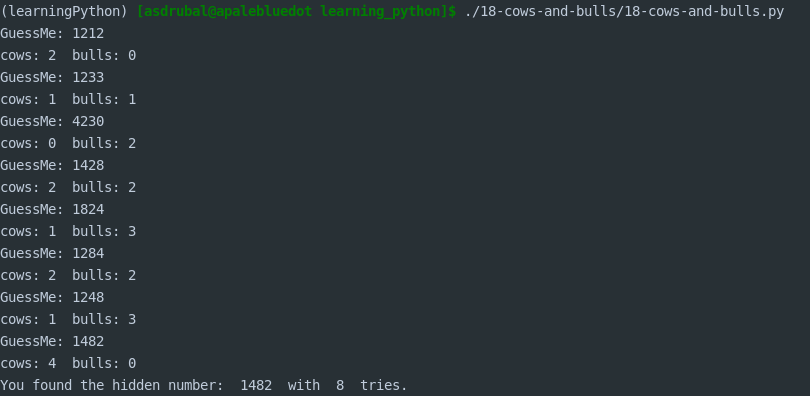 (learningPython) [asdrubal@apalebluedot learning_python]$ ./18-cows-and-bulls/18-cows-and-bulls.py
GuessMe: 1212
cows: 2  bulls: 0
GuessMe: 1233
cows: 1  bulls: 1
GuessMe: 4230
cows: 0  bulls: 2
GuessMe: 1428
cows: 2  bulls: 2
GuessMe: 1824
cows: 1  bulls: 3
GuessMe: 1284
cows: 2  bulls: 2
GuessMe: 1248
cows: 1  bulls: 3
GuessMe: 1482
cows: 4  bulls: 0
You found the hidden number:  1482  with  8  tries.